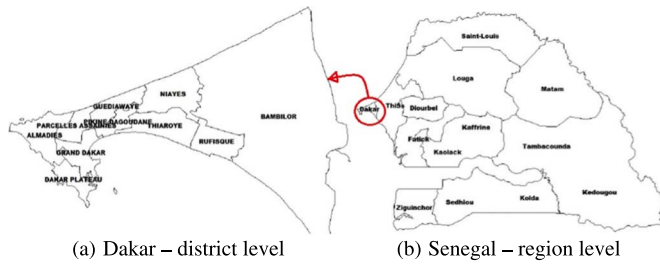 NIAYES
GUEDIAWAYE
PARCELLES ASSAINIES
PIKINE DAGOUDANE
ALMADIES
THIAROYE
BAMBILOR
RUFISQUE
GRAND DAKAR
DAKAR PLATEAU
(a) Dakar – district level
Saint-Louis
Louga
Matam
Dakar
Thiès
Diourbel
Kaffrine
Fatick
Kaolack
Tambacounda
Kedougou
Ziguinchor
Sedhiou
Kolda
(b) Senegal – region level